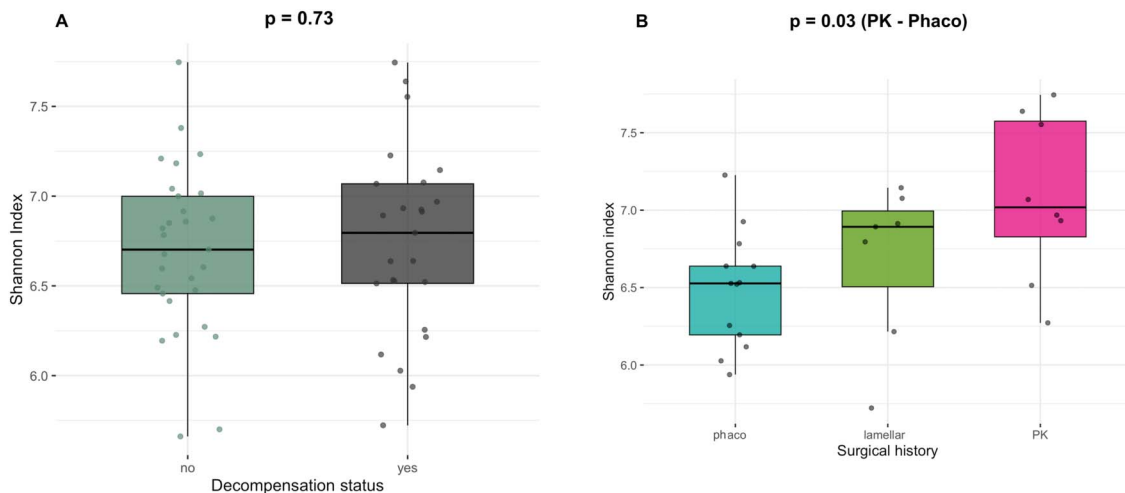 A
p = 0.73
Shannon Index
7.5
7.0
6.5
6.0
no
yes
Decompensation status
B
p = 0.03 (PK - Phaco)
Shannon index
7.5
7.0
6.5
6.0
phaco
lamellar
PK
Surgical history